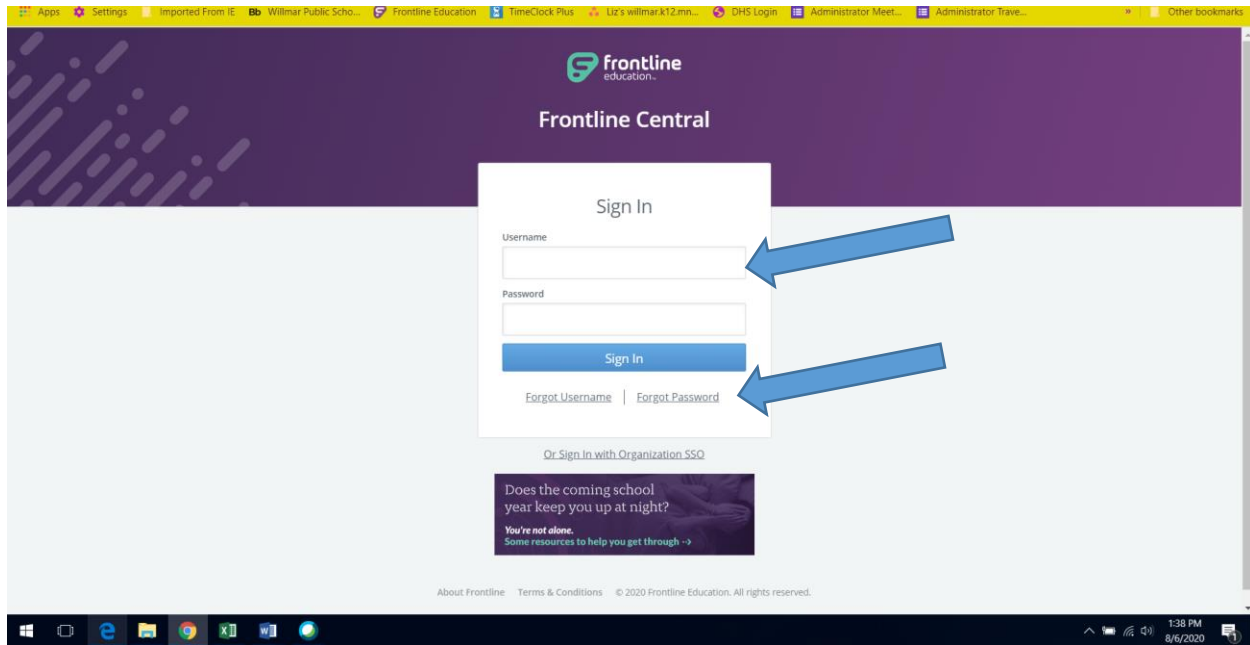 Apps Settings Imported From IE Bb Willmar Public Scho... Frontline Education TimeClock Plus Liz's willmar.k12.mn... DHS Login Administrator Meet... Administrator Trave... » Other bookmarks
frontline
education™
Frontline Central
Sign In
Username
Password
Sign In
Forgot Username | Forgot Password
Or Sign In with Organization SSO
Does the coming school
year keep you up at night?
You're not alone.
Some resources to help you get through -->
About Frontline Terms & Conditions © 2020 Frontline Education. All rights reserved.
1:38 PM
8/6/2020